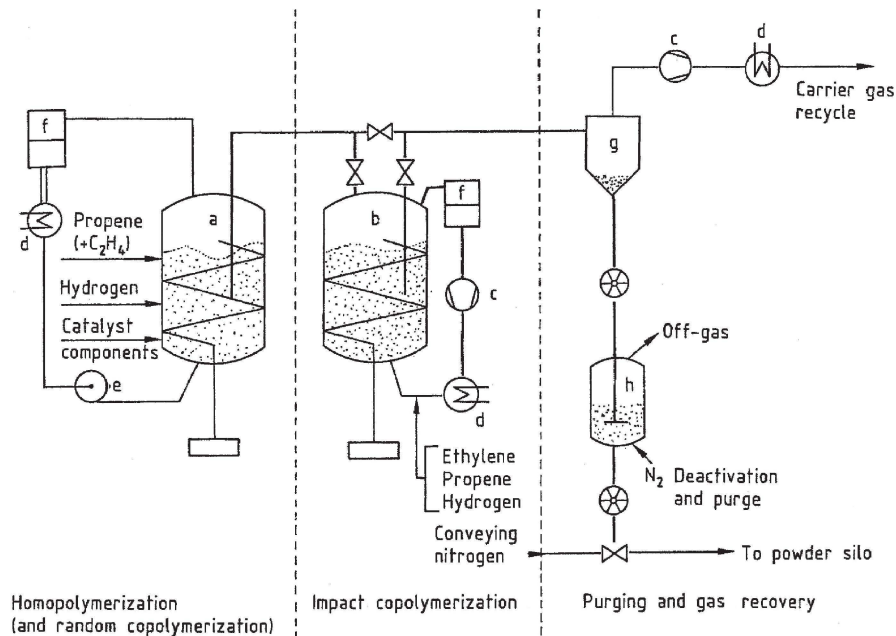 c
d
Carrier gas
recycle
f
g
a
b
f
d
Propene
(+C₂H₄)
Hydrogen
Catalyst
components
c
e
d
Off-gas
h
Ethylene
Propene
Hydrogen
N₂ Deactivation
and purge
Conveying
nitrogen
To powder silo
Homopolymerization
(and random copolymerization)
Impact copolymerization
Purging and gas recovery